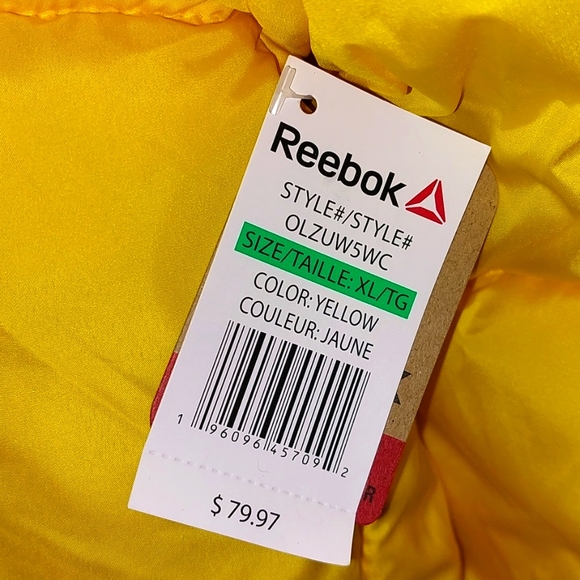 Reebok
STYLE#/STYLE#
OLZUW5WC
SIZE/TAILLE: XL/TG
COLOR: YELLOW
COULEUR: JAUNE
1 96096 45709 2
$ 79.97
R